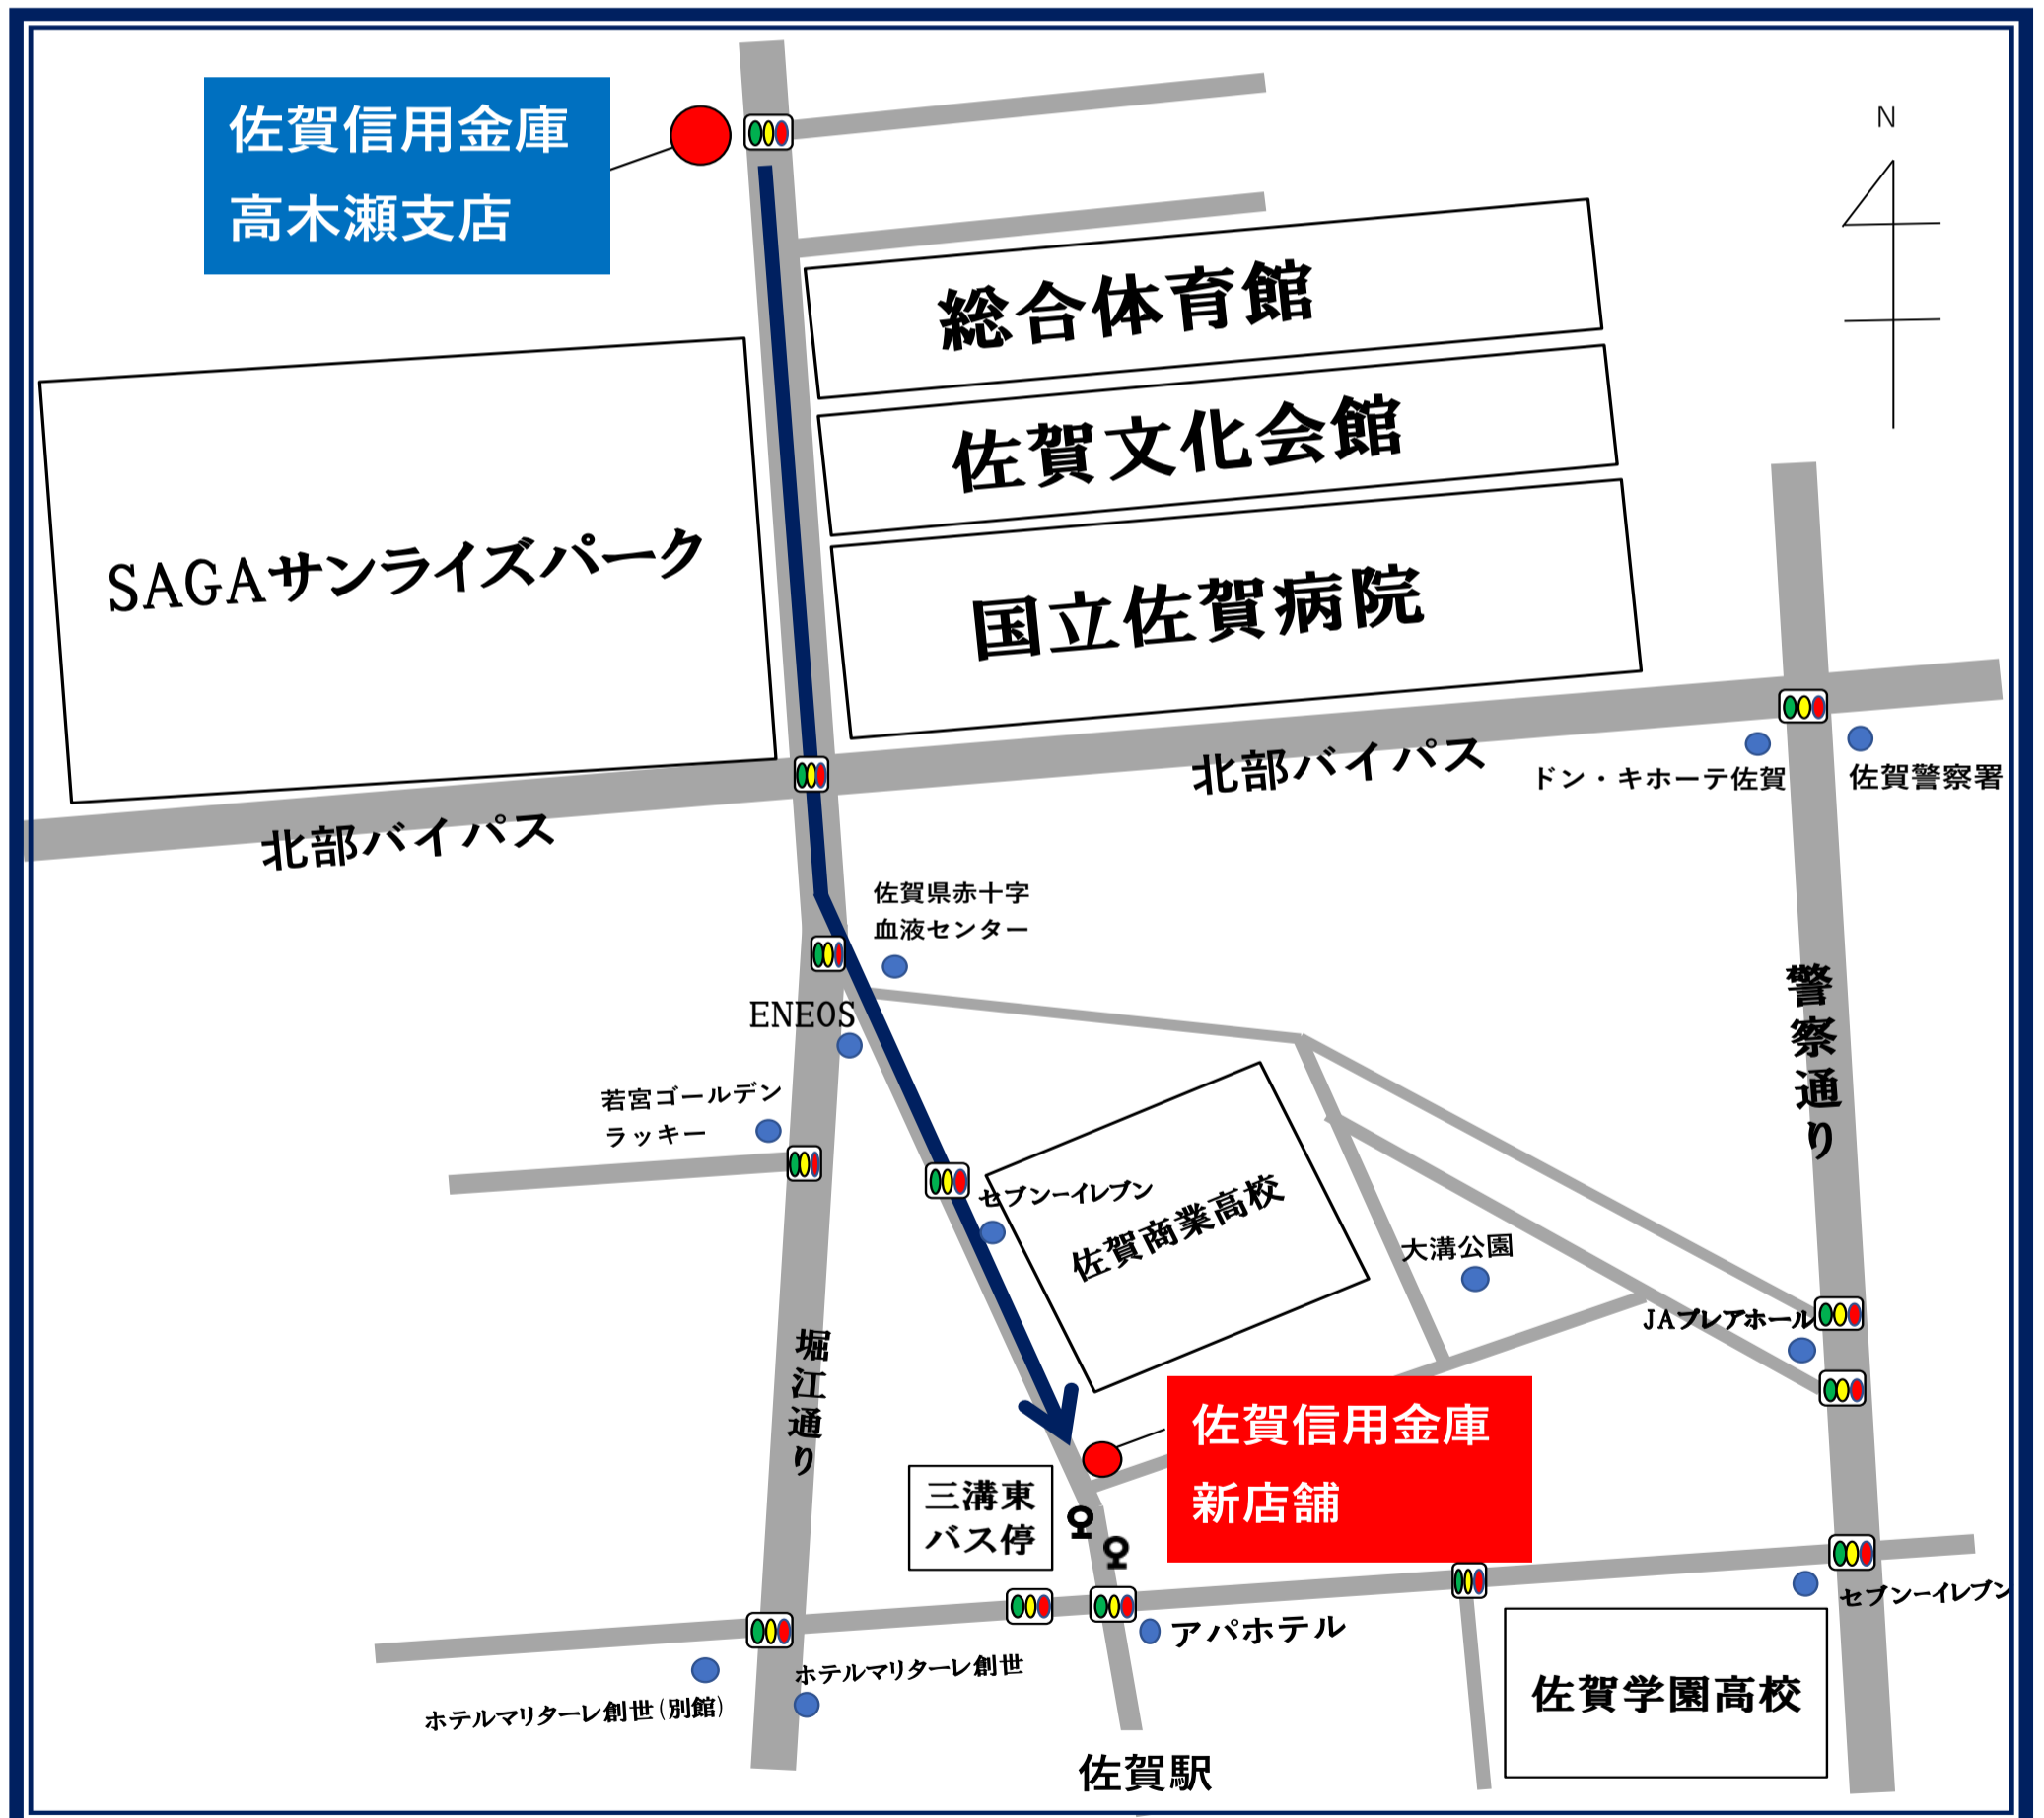 佐賀信用金庫
高木瀬支店
N
総合体育館
佐賀文化会館
国立佐賀病院
SAGAサンライズパーク
北部バイパス
北部バイパス
ドン・キホーテ佐賀
佐賀警察署
佐賀県赤十字
血液センター
ENEOS
若宮ゴールデン
ラッキー
警察通り
セブンーイレブン
佐賀商業高校
大溝公園
JAプレアホール
堀江通り
佐賀信用金庫
新店舗
三溝東
バス停
アパホテル
セブンーイレブン
ホテルマリターレ創世
ホテルマリターレ創世(別館)
佐賀学園高校
佐賀駅